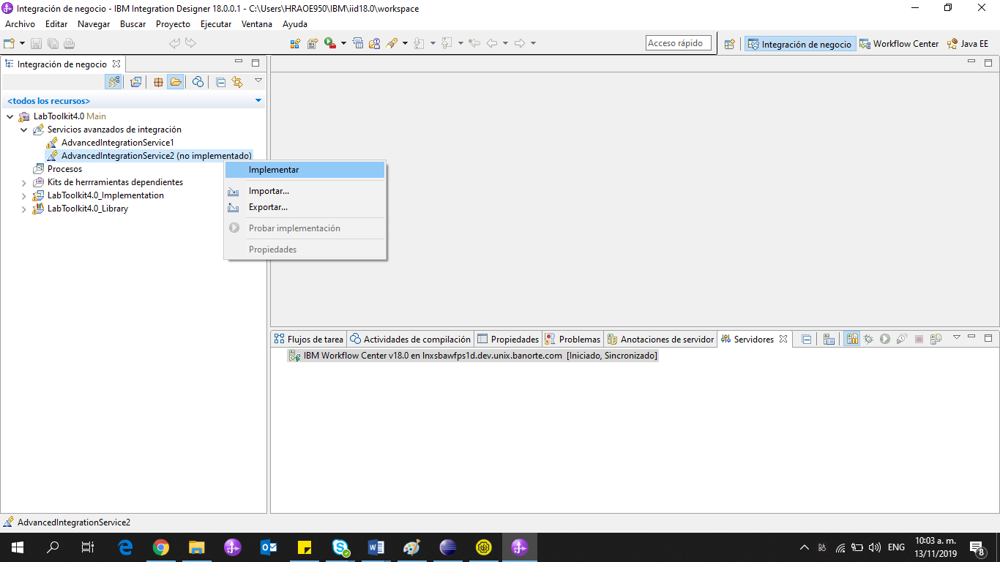 Integración de negocio - IBM Integration Designer 18.0.0.1 - C:\Users\HRAOE950\IBM\iid18.0\workspace
Archivo Editar Navegar Buscar Proyecto Ejecutar Ventana Ayuda
Acceso rápido Integración de negocio Workflow Center Java EE
Integración de negocio
<todos los recursos>
LabToolkit4.0 Main
Servicios avanzados de integración
AdvancedIntegrationService1
AdvancedIntegrationService2 (no implementado)
Procesos
Kits de herrramientas dependientes
LabToolkit4.0_Implementation
LabToolkit4.0_Library
Implementar
Importar...
Exportar...
Probar implementación
Propiedades
Flujos de tarea Actividades de compilación Propiedades Problemas Anotaciones de servidor Servidores
IBM Workflow Center v18.0 en lnxsbawfps1d.dev.unix.banorte.com [Iniciado, Sincronizado]
AdvancedIntegrationService2
ENG 10:03 a. m.
13/11/2019 8